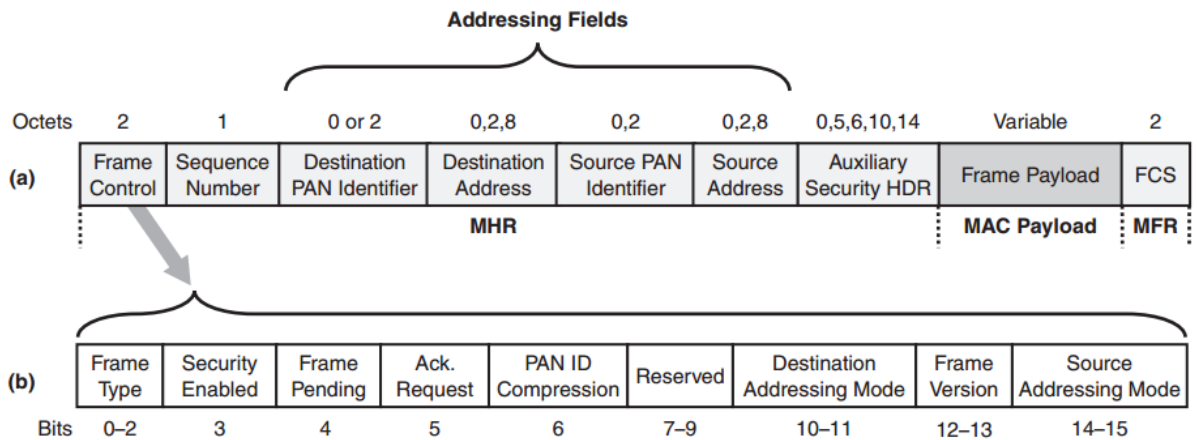 Addressing Fields
Octets 2 1 0 or 2 0,2,8 0,2 0,2,8 0,5,6,10,14 Variable 2
(a) Frame Control Sequence Number Destination PAN Identifier Destination Address Source PAN Identifier Source Address Auxiliary Security HDR Frame Payload FCS
MHR MAC Payload MFR
(b) Frame Type Security Enabled Frame Pending Ack. Request PAN ID Compression Reserved Destination Addressing Mode Frame Version Source Addressing Mode
Bits 0–2 3 4 5 6 7–9 10–11 12–13 14–15